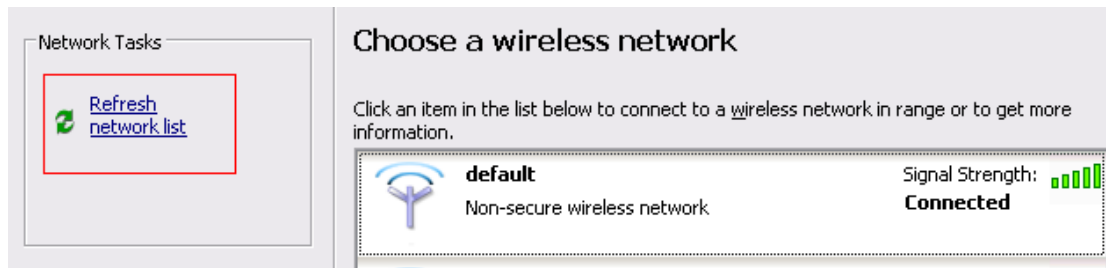 Network Tasks
Refresh
network list
Choose a wireless network
Click an item in the list below to connect to a wireless network in range or to get more
information.
default
Signal Strength:
Non-secure wireless network
Connected